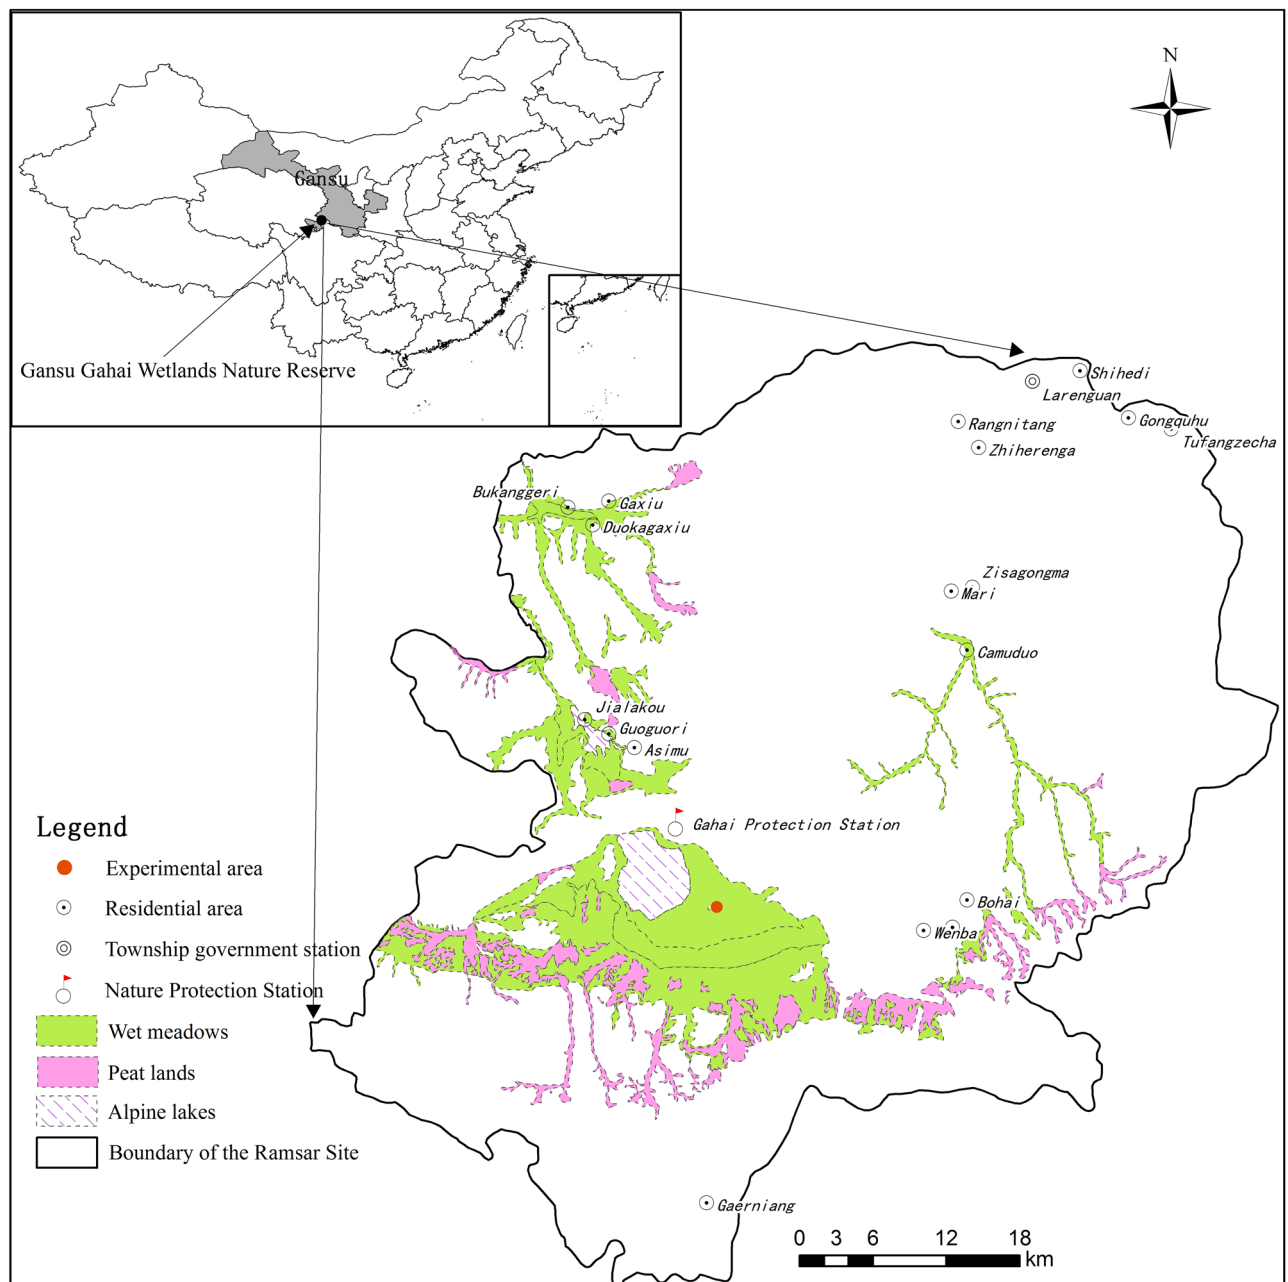 Gansu
Gansu Gahai Wetlands Nature Reserve
N
Shihedi
Larenguan
Gongquhu
Rangnitang
Tufangzecha
Zhiherenga
Bukanggeri
Gaxiu
Duokagaxiu
Zisagongma
Mari
Camuduo
Jialakou
Guoguori
Asimu
Gahai Protection Station
Bohai
Wenba
Gaerniang
Legend
Experimental area
Residential area
Township government station
Nature Protection Station
Wet meadows
Peat lands
Alpine lakes
Boundary of the Ramsar Site
0 3 6 12 18
km